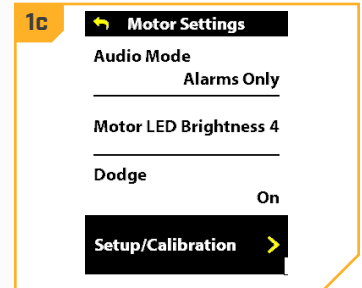 1c
Motor Settings
Audio Mode
Alarms Only
Motor LED Brightness 4
Dodge
On
Setup/Calibration